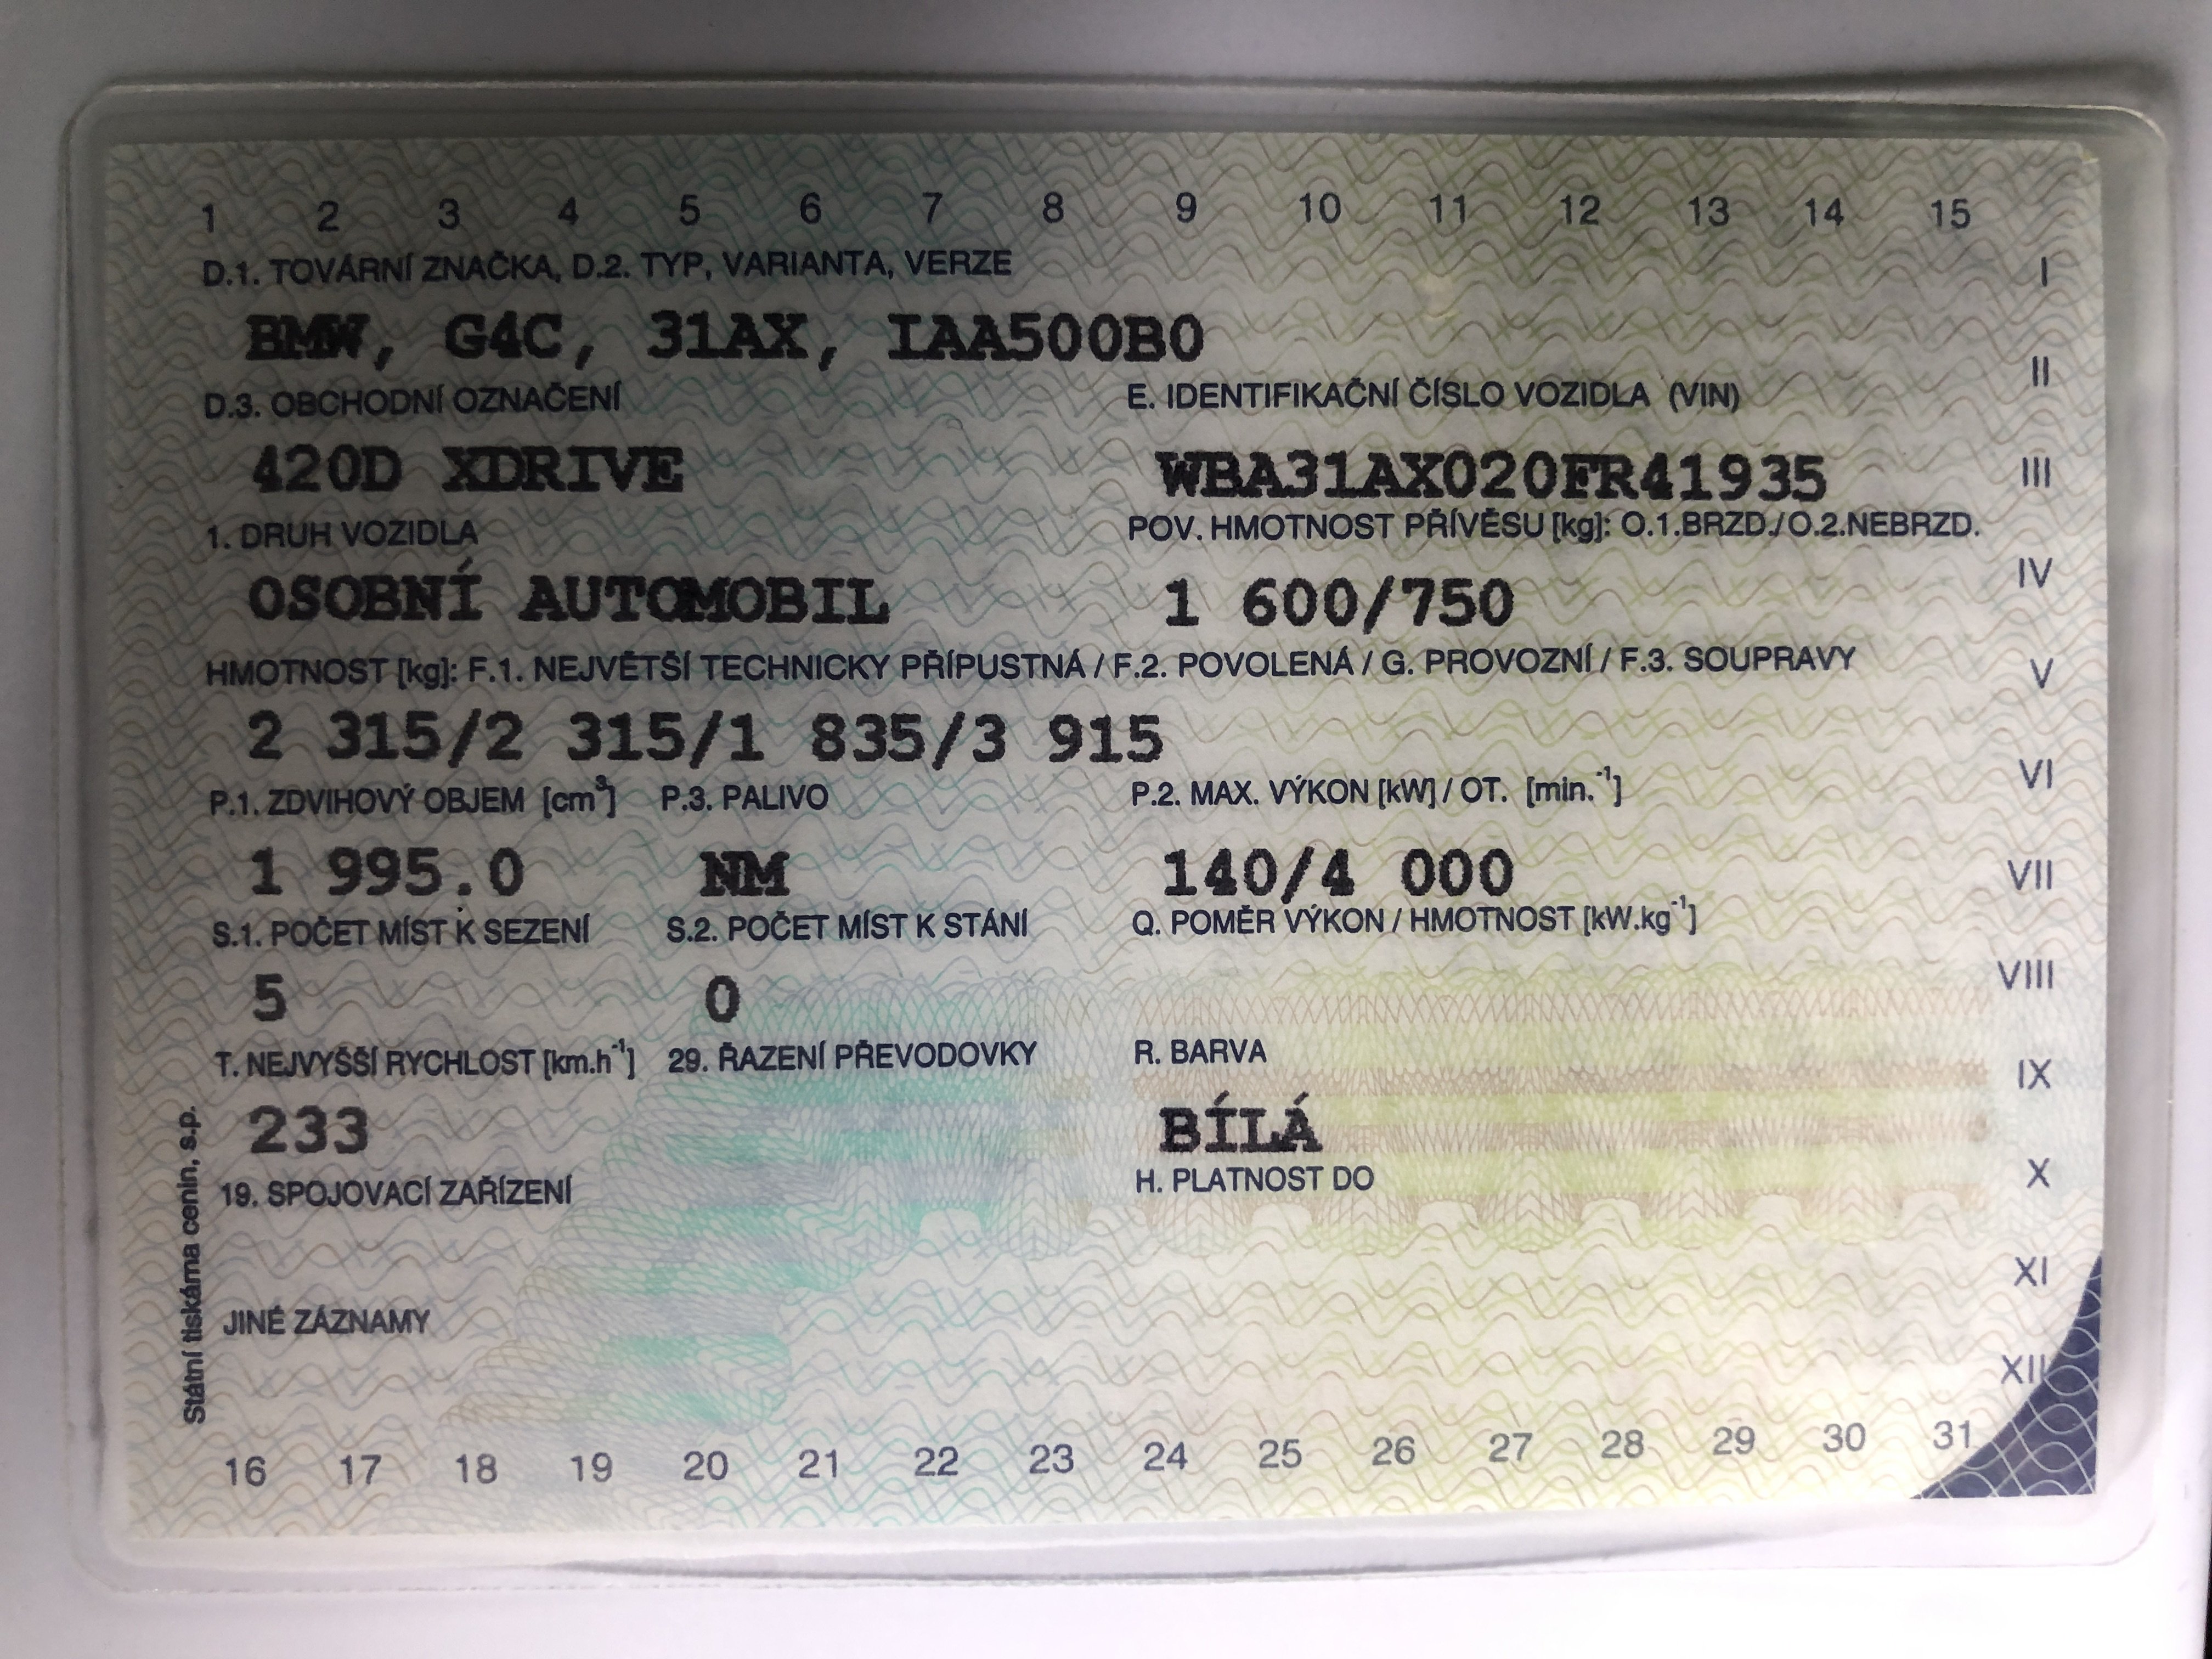 1 2 3 4 5 6 7 8 9 10 11 12 13 14 15
D.1. TOVÁRNÍ ZNAČKA, D.2. TYP, VARIANTA, VERZE
I
BMW, G4C, 31AX, IAA500B0
II
D.3. OBCHODNÍ OZNAČENÍ E. IDENTIFIKAČNÍ ČÍSLO VOZIDLA (VIN)
420D XDRIVE WBA31AX020FR41935
III
1. DRUH VOZIDLA POV. HMOTNOST PŘÍVĚSU [kg]: O.1.BRZD./O.2.NEBRZD.
IV
OSOBNÍ AUTOMOBIL 1 600/750
HMOTNOST [kg]: F.1. NEJVĚTŠÍ TECHNICKY PŘÍPUSTNÁ / F.2. POVOLENÁ / G. PROVOZNÍ / F.3. SOUPRAVY
V
2 315/2 315/1 835/3 915
VI
P.1. ZDVIHOVÝ OBJEM [cm³] P.3. PALIVO P.2. MAX. VÝKON [kW] / OT. [min.⁻¹]
1 995.0 NM 140/4 000
VII
S.1. POČET MÍST K SEZENÍ S.2. POČET MÍST K STÁNÍ Q. POMĚR VÝKON / HMOTNOST [kW.kg⁻¹]
VIII
5 0
T. NEJVYŠŠÍ RYCHLOST [km.h⁻¹] 29. ŘAZENÍ PŘEVODOVKY R. BARVA
IX
233 BÍLÁ
19. SPOJOVACÍ ZAŘÍZENÍ H. PLATNOST DO
X
XI
JINÉ ZÁZNAMY
XII
Státní tiskárna cenin, s.p.
16 17 18 19 20 21 22 23 24 25 26 27 28 29 30 31